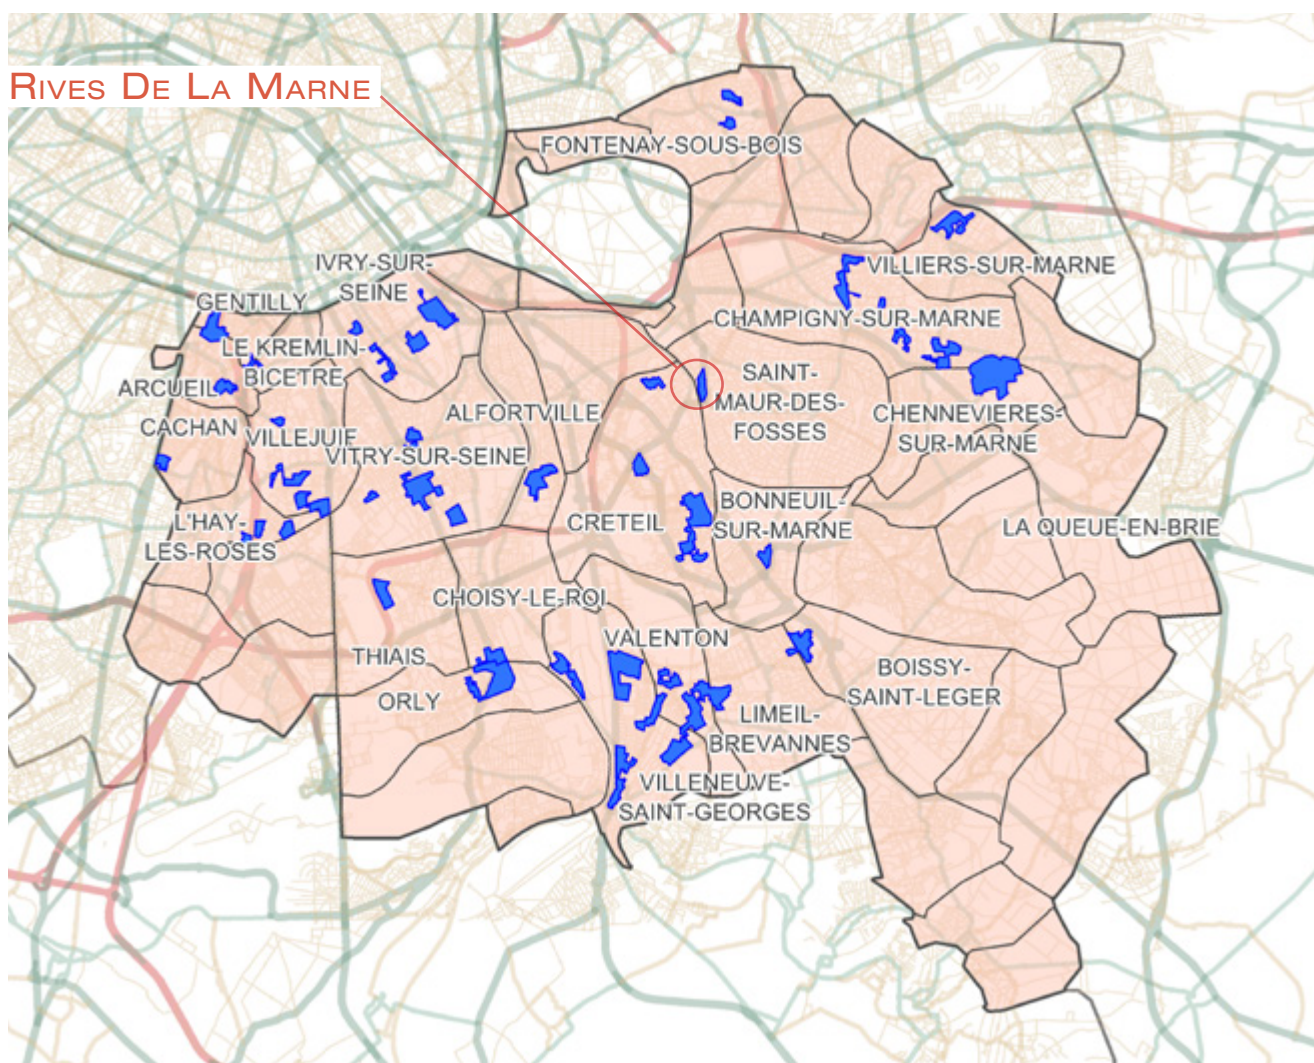 RIVES DE LA MARNE
FONTENAY-SOUS-BOIS
IVRY-SUR-
SEINE
GENTILLY
VILLIERS-SUR-MARNE
CHAMPIGNY-SUR-MARNE
LE KREMLIN-
BICETRE
ARCUEIL
SAINT-
MAUR-DES-
FOSSES
ALFORTVILLE
CHENNEVIERES-
SUR-MARNE
CACHAN
VILLEJUIF
VITRY-SUR-SEINE
BONNEUIL-
SUR-MARNE
CRETEIL
L'HAY-
LES-ROSES
LA QUEUE-EN-BRIE
CHOISY-LE-ROI
VALENTON
THIAIS
BOISSY-
SAINT-LEGER
ORLY
LIMEIL-
BREVANNES
VILLENEUVE-
SAINT-GEORGES